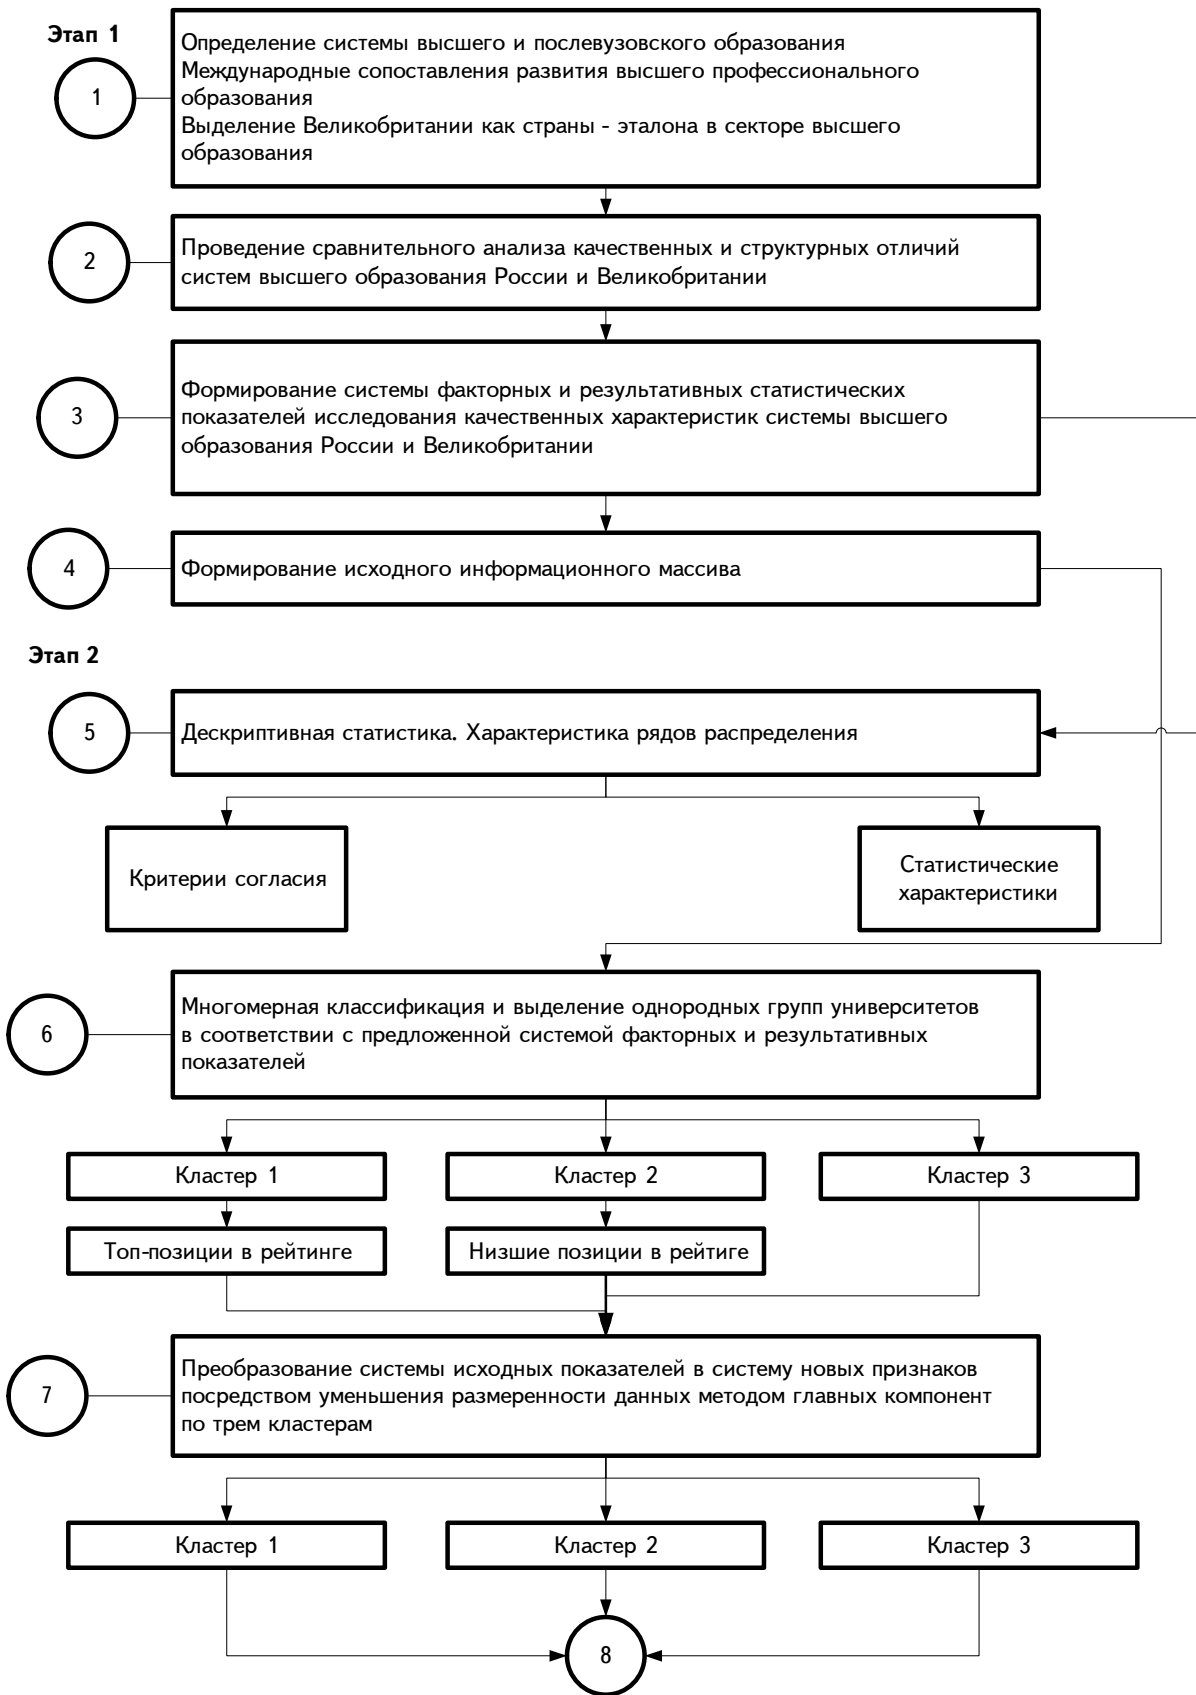 Этап 1
1
Определение системы высшего и послевузовского образования
Международные сопоставления развития высшего профессионального
образования
Выделение Великобритании как страны - эталона в секторе высшего
образования
2
Проведение сравнительного анализа качественных и структурных отличий
систем высшего образования России и Великобритании
3
Формирование системы факторных и результативных статистических
показателей исследования качественных характеристик системы высшего
образования России и Великобритании
4
Формирование исходного информационного массива
Этап 2
5
Дескриптивная статистика. Характеристика рядов распределения
Критерии согласия
Статистические
характеристики
6
Многомерная классификация и выделение однородных групп университетов
в соответствии с предложенной системой факторных и результативных
показателей
Кластер 1
Кластер 2
Кластер 3
Топ-позиции в рейтинге
Низшие позиции в рейтиге
7
Преобразование системы исходных показателей в систему новых признаков
посредством уменьшения размеренности данных методом главных компонент
по трем кластерам
Кластер 1
Кластер 2
Кластер 3
8